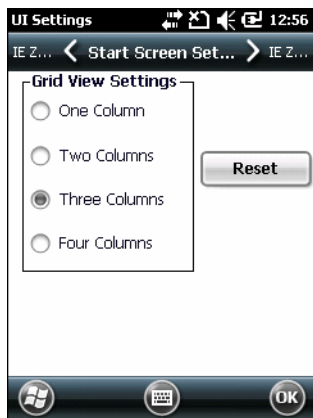 UI Settings 12:56
IE Z... Start Screen Set... IE Z...
Grid View Settings
One Column
Two Columns
Reset
Three Columns
Four Columns
OK